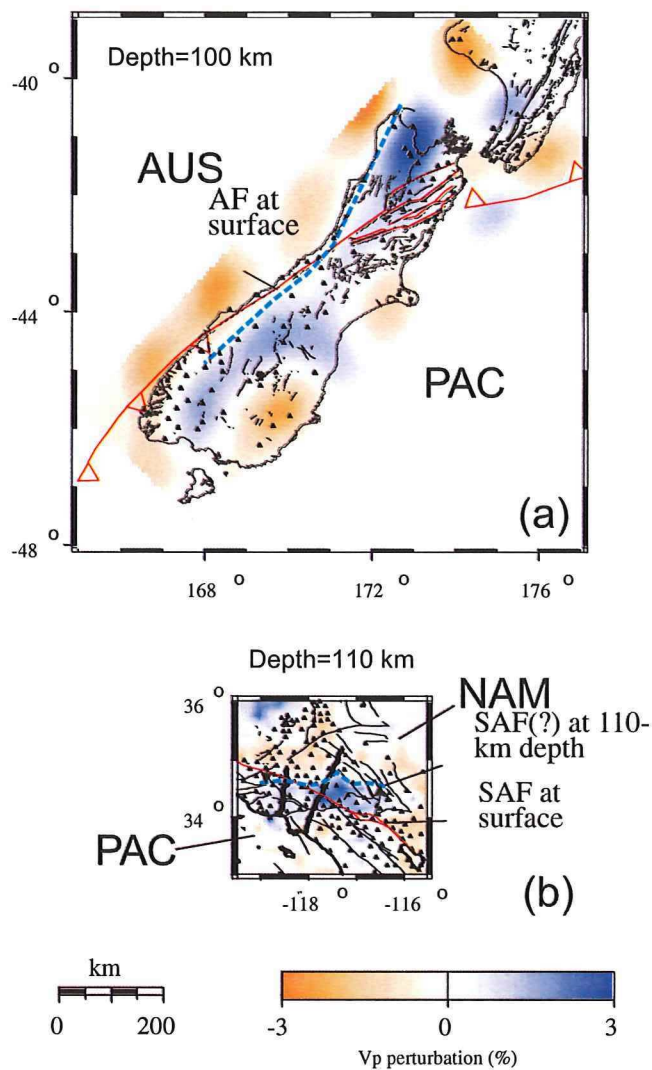 Depth=100 km
-40 o
AUS
AF at
surface
-44 o
PAC
(a)
-48 o
168 o 172 o 176 o
Depth=110 km
36 o
NAM
SAF(?) at 110-
km depth
SAF at
surface
34 o
PAC
(b)
-118 o -116 o
km
0 200
-3 0 3
Vp perturbation (%)